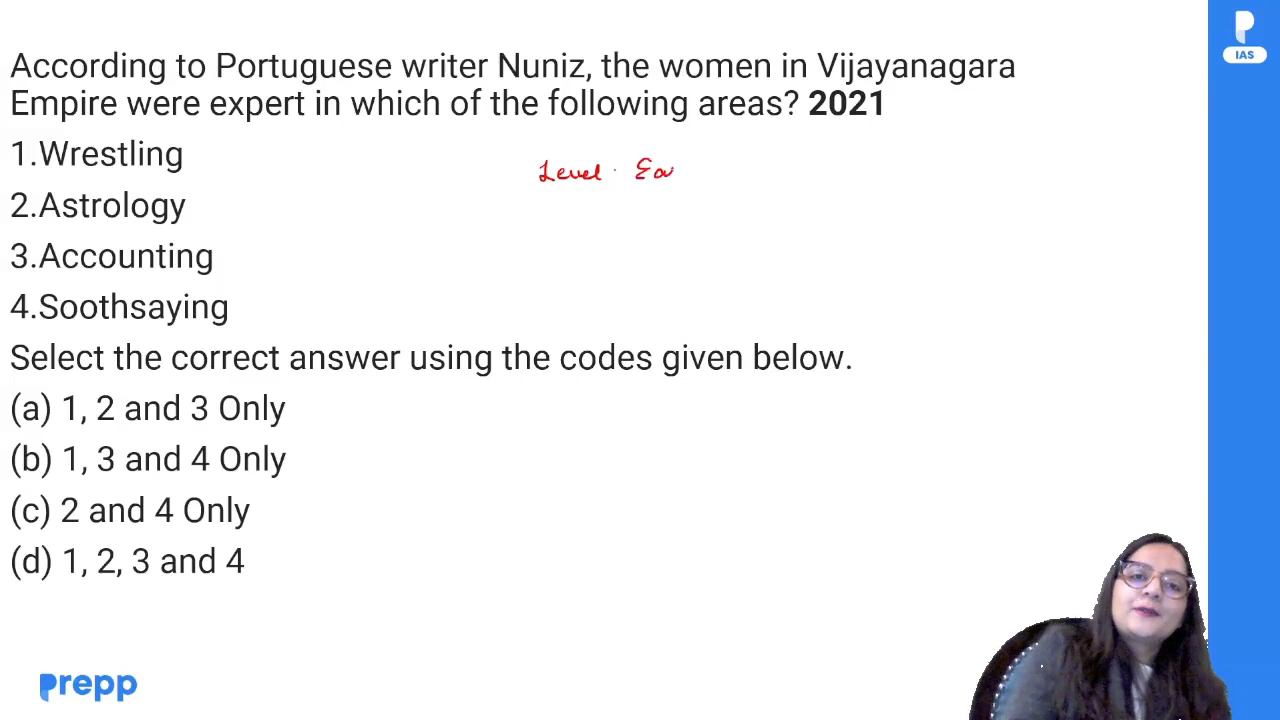 According to Portuguese writer Nuniz, the women in Vijayanagara
Empire were expert in which of the following areas? 2021
1.Wrestling
Level. Ea
2.Astrology
3.Accounting
4.Soothsaying
Select the correct answer using the codes given below.
(a) 1, 2 and 3 Only
(b) 1, 3 and 4 Only
(c) 2 and 4 Only
(d) 1, 2, 3 and 4
prepp
IAS